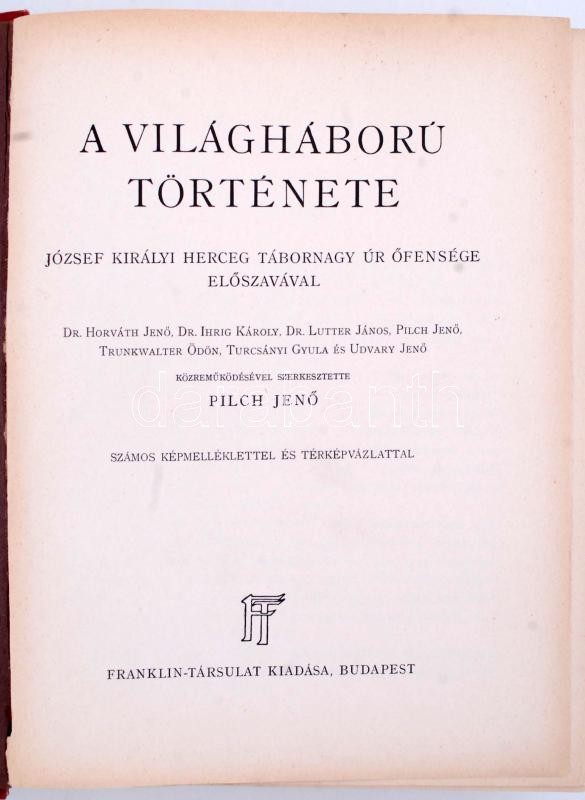 A VILÁGHÁBORÚ
TÖRTÉNETE
JÓZSEF KIRÁLYI HERCEG TÁBORNAGY ÚR ŐFENSÉGE
ELŐSZAVÁVAL
DR. HORVÁTH JENŐ, DR. IHRIG KÁROLY, DR. LUTTER JÁNOS, PILCH JENŐ,
TRUNKWALTER ÖDÖN, TURCSÁNYI GYULA ÉS UDVARY JENŐ
KÖZREMŰKÖDÉSÉVEL SZERKESZTETTE
PILCH JENŐ
darabanth
SZÁMOS KÉPMELLÉKLETTEL ÉS TÉRKÉPVÁZLATTAL
FT
FRANKLIN-TÁRSULAT KIADÁSA, BUDAPEST